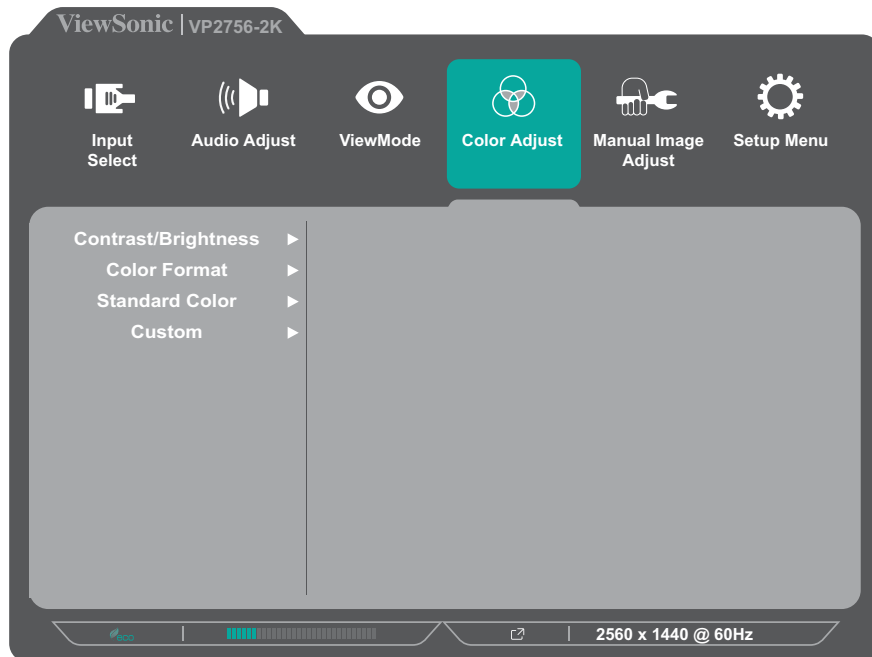 ViewSonic | VP2756-2K
Input Select
Audio Adjust
ViewMode
Color Adjust
Manual Image Adjust
Setup Menu
Contrast/Brightness
Color Format
Standard Color
Custom
eco
2560 x 1440 @ 60Hz